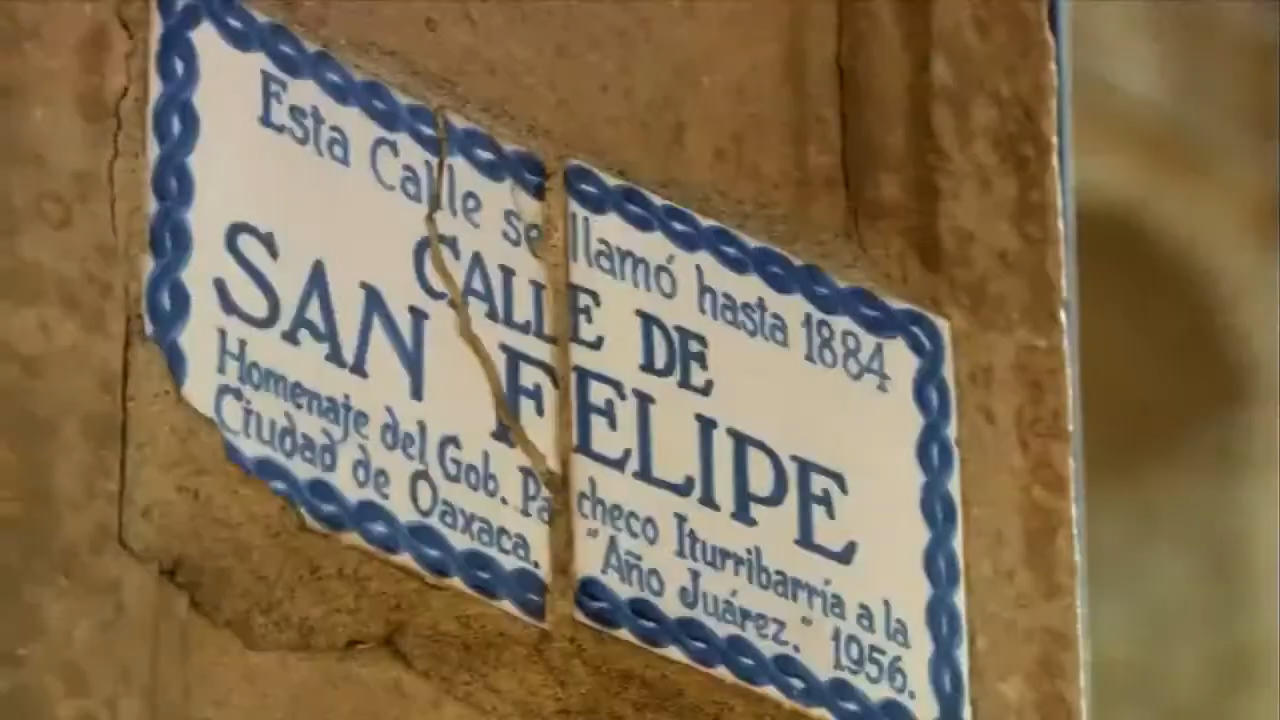 Esta Calle se llamó hasta 1884
CALLE DE
SAN FELIPE
Homenaje del Gob. Pacheco Iturribarría a la
Ciudad de Oaxaca. "Año Juárez." 1956.